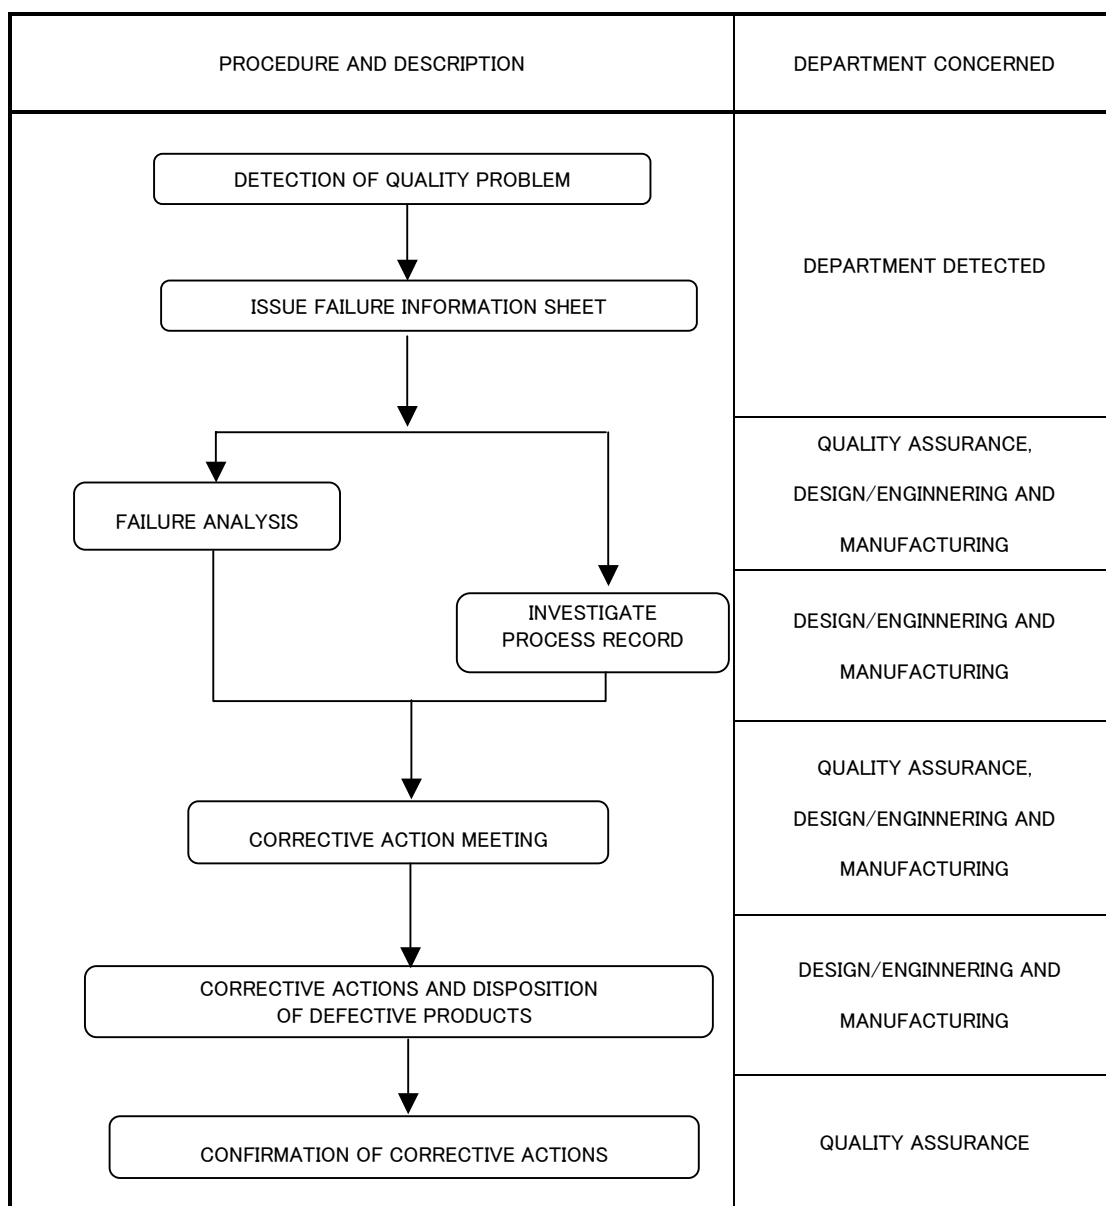 PROCEDURE AND DESCRIPTION
DEPARTMENT CONCERNED
DETECTION OF QUALITY PROBLEM
ISSUE FAILURE INFORMATION SHEET
DEPARTMENT DETECTED
FAILURE ANALYSIS
QUALITY ASSURANCE,
DESIGN/ENGINNERING AND
MANUFACTURING
INVESTIGATE
PROCESS RECORD
DESIGN/ENGINNERING AND
MANUFACTURING
CORRECTIVE ACTION MEETING
QUALITY ASSURANCE,
DESIGN/ENGINNERING AND
MANUFACTURING
CORRECTIVE ACTIONS AND DISPOSITION
OF DEFECTIVE PRODUCTS
DESIGN/ENGINNERING AND
MANUFACTURING
CONFIRMATION OF CORRECTIVE ACTIONS
QUALITY ASSURANCE